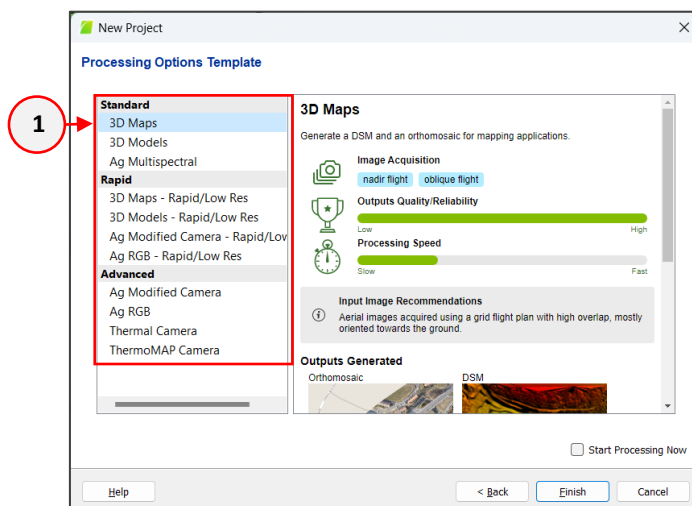 New Project
Processing Options Template
1
Standard
3D Maps
3D Models
Ag Multispectral
Rapid
3D Maps - Rapid/Low Res
3D Models - Rapid/Low Res
Ag Modified Camera - Rapid/Low
Ag RGB - Rapid/Low Res
Advanced
Ag Modified Camera
Ag RGB
Thermal Camera
ThermoMAP Camera
3D Maps
Generate a DSM and an orthomosaic for mapping applications.
Image Acquisition
nadir flight oblique flight
Outputs Quality/Reliability
Low High
Processing Speed
Slow Fast
Input Image Recommendations
Aerial images acquired using a grid flight plan with high overlap, mostly
oriented towards the ground.
Outputs Generated
Orthomosaic DSM
Start Processing Now
Help < Back Finish Cancel